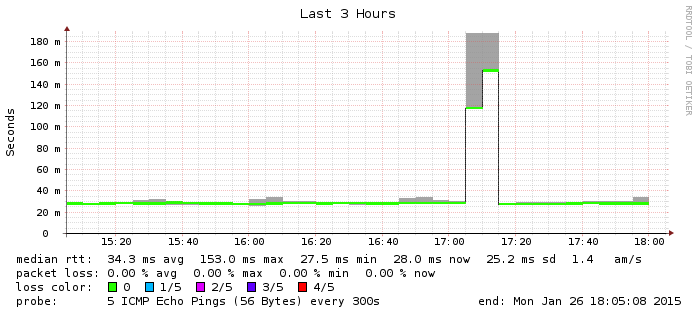 Last 3 Hours
RRDTOOL / TOBI OETIKER
Seconds
180 m
160 m
140 m
120 m
100 m
80 m
60 m
40 m
20 m
0
15:20 15:40 16:00 16:20 16:40 17:00 17:20 17:40 18:00
median rtt: 34.3 ms avg 153.0 ms max 27.5 ms min 28.0 ms now 25.2 ms sd 1.4 am/s
packet loss: 0.00 % avg 0.00 % max 0.00 % min 0.00 % now
loss color: 0 1/5 2/5 3/5 4/5
probe: 5 ICMP Echo Pings (56 Bytes) every 300s end: Mon Jan 26 18:05:08 2015